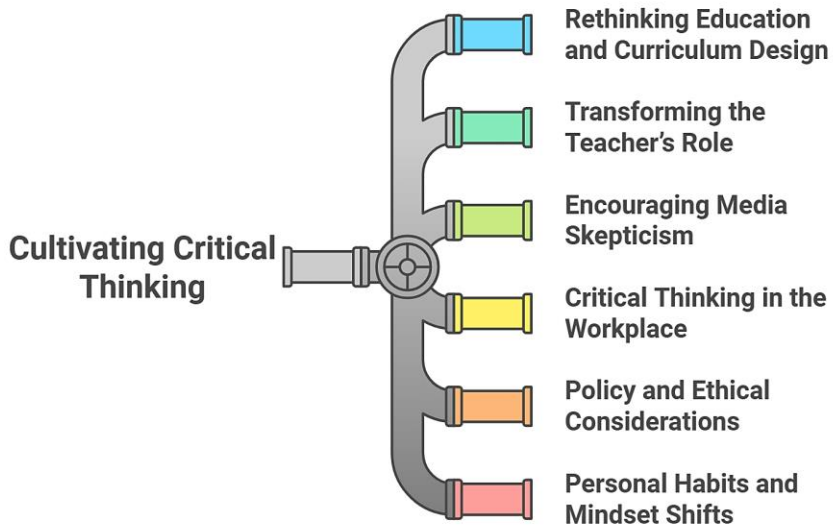 Cultivating Critical
Thinking
Rethinking Education
and Curriculum Design
Transforming the
Teacher's Role
Encouraging Media
Skepticism
Critical Thinking in the
Workplace
Policy and Ethical
Considerations
Personal Habits and
Mindset Shifts